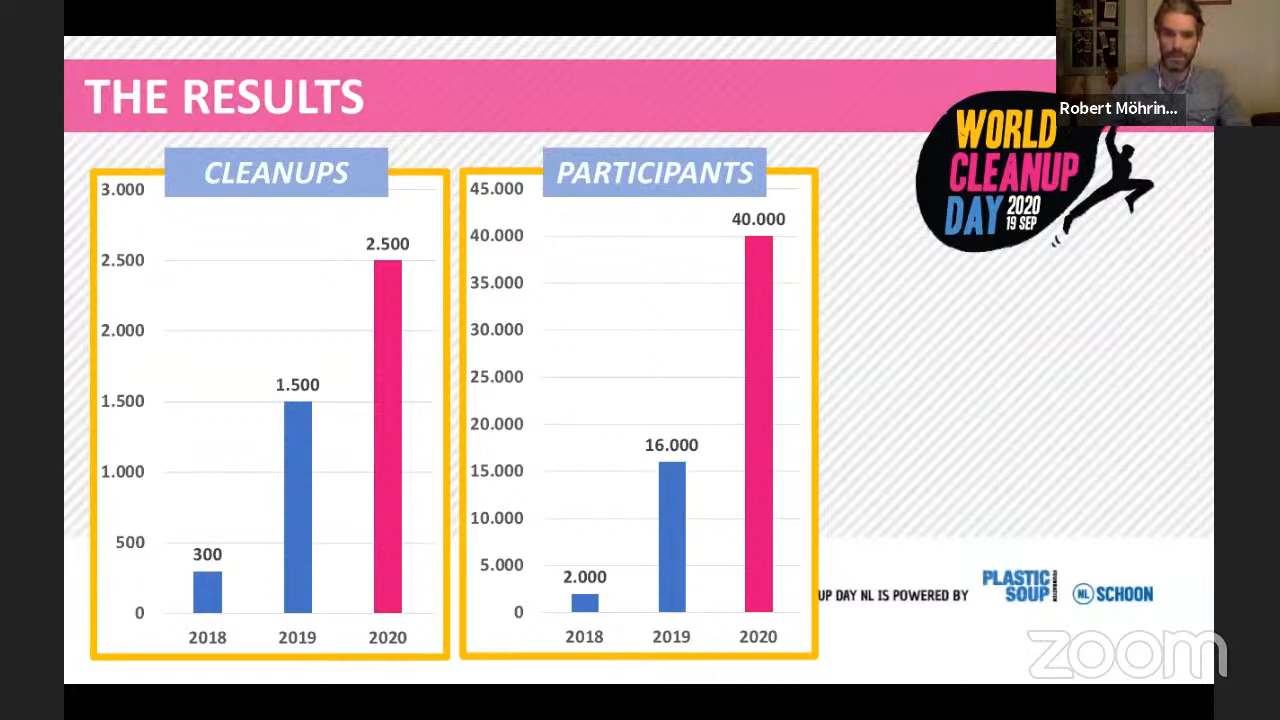 THE RESULTS
Robert Möhrin...
WORLD
CLEANUP
DAY 2020
19 SEP
CLEANUPS
3.000
2.500
2.000
1.500
1.000
500
0
300
1.500
2.500
2018 2019 2020
PARTICIPANTS
45.000
40.000
35.000
30.000
25.000
20.000
15.000
10.000
5.000
0
2.000
16.000
40.000
2018 2019 2020
UP DAY NL IS POWERED BY
PLASTIC
SOUP
FOUNDATION
NL SCHOON
zoom